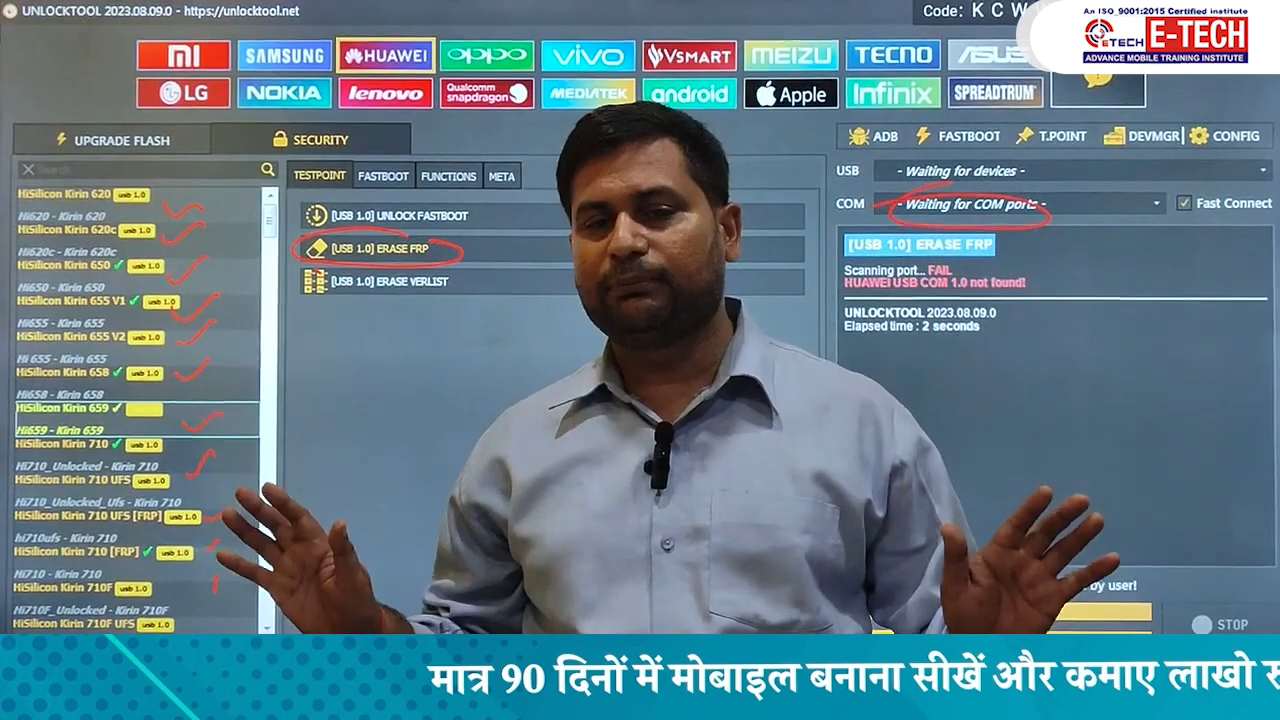 UNLOCKTOOL 2023.08.09.0 - https://unlocktool.net
Code: K C W
An ISO 9001:2015 Certified institute
ETECH E-TECH
ADVANCE MOBILE TRAINING INSTITUTE
MI SAMSUNG HUAWEI oppo vivo VSMART MEIZU TECNO ASUS
LG NOKIA lenovo Qualcomm snapdragon MEDIATEK android Apple Infinix SPREADTRUM
UPGRADE FLASH SECURITY
ADB FASTBOOT T.POINT DEVMGR CONFIG
Search
TESTPOINT FASTBOOT FUNCTIONS META
USB - Waiting for devices -
COM - Waiting for COM ports - Fast Connect
HiSilicon Kirin 620 usb 1.0
Hi620 - Kirin 620
HiSilicon Kirin 620c usb 1.0
Hi620c - Kirin 620c
HiSilicon Kirin 650 ✓ usb 1.0
Hi650 - Kirin 650
HiSilicon Kirin 655 V1 ✓ usb 1.0
Hi655 - Kirin 655
HiSilicon Kirin 655 V2 usb 1.0
Hi 655 - Kirin 655
HiSilicon Kirin 658 ✓ usb 1.0
Hi658 - Kirin 658
HiSilicon Kirin 659 ✓
Hi659 - Kirin 659
HiSilicon Kirin 710 ✓ usb 1.0
Hi710_Unlocked - Kirin 710
HiSilicon Kirin 710 UFS usb 1.0
Hi710_Unlocked_Ufs - Kirin 710
HiSilicon Kirin 710 UFS [FRP] usb 1.0
hi710ufs - Kirin 710
HiSilicon Kirin 710 [FRP] ✓ usb 1.0
Hi710 - Kirin 710
HiSilicon Kirin 710F usb 1.0
Hi710F_Unlocked - Kirin 710F
HiSilicon Kirin 710F UFS usb 1.0
[USB 1.0] UNLOCK FASTBOOT
[USB 1.0] ERASE FRP
[USB 1.0] ERASE VERLIST
[USB 1.0] ERASE FRP
Scanning port... FAIL
HUAWEI USB COM 1.0 not found!
UNLOCKTOOL 2023.08.09.0
Elapsed time : 2 seconds
by user!
STOP
मात्र 90 दिनों में मोबाइल बनाना सीखें और कमाए लाखो